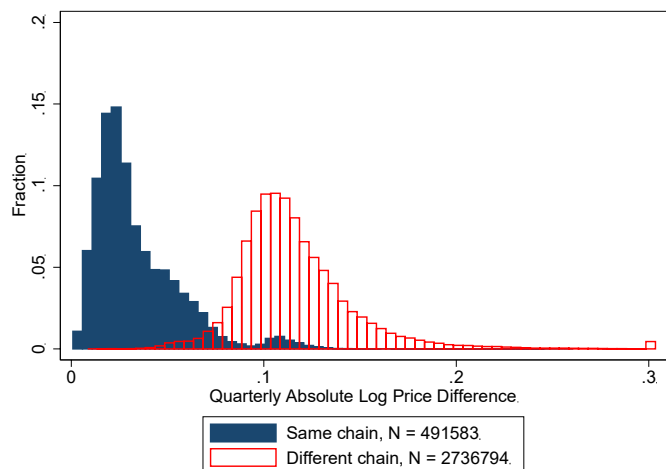 .2
.15
.1
.05
0
Fraction
0 .1 .2 .3
Quarterly Absolute Log Price Difference
Same chain, N = 491583
Different chain, N = 2736794